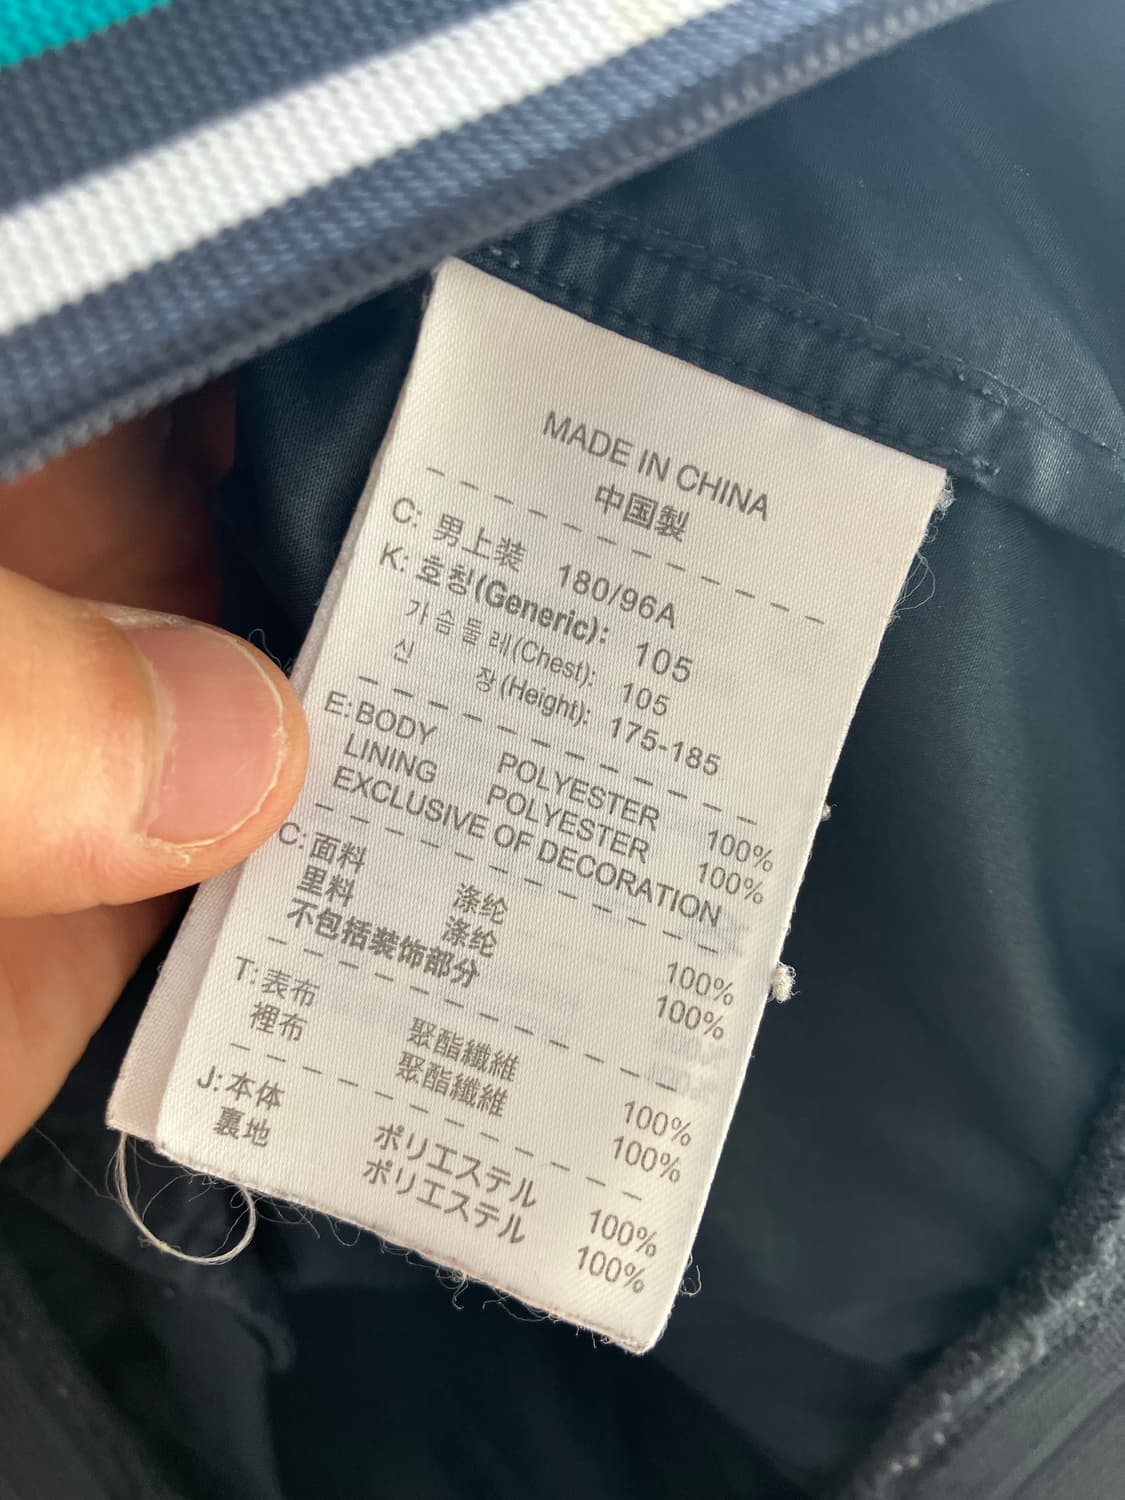 MADE IN CHINA
中国製
C: 男上装 180/96A
K: 호칭(Generic): 105
가슴둘레(Chest): 105
신 장(Height): 175-185
E: BODY POLYESTER 100%
LINING POLYESTER 100%
EXCLUSIVE OF DECORATION
C: 面料 涤纶 100%
里料 涤纶 100%
不包括装饰部分
T: 表布 聚酯纖維 100%
裡布 聚酯纖維 100%
J: 本体 ポリエステル 100%
裏地 ポリエステル 100%